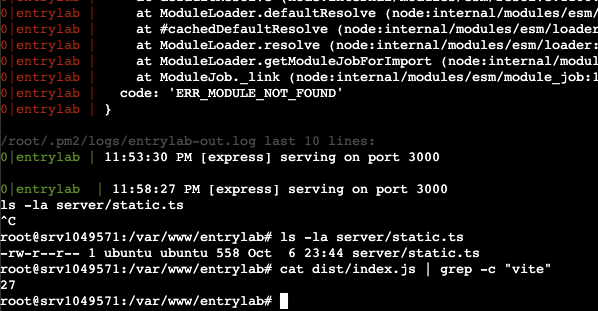 0|entrylab | at ModuleLoader.defaultResolve (node:internal/modules/esm/
0|entrylab | at #cachedDefaultResolve (node:internal/modules/esm/loader
0|entrylab | at ModuleLoader.resolve (node:internal/modules/esm/loader:
0|entrylab | at ModuleLoader.getModuleJobForImport (node:internal/modul
0|entrylab | at ModuleJob._link (node:internal/modules/esm/module_job:1
0|entrylab | code: 'ERR_MODULE_NOT_FOUND'
0|entrylab | }
/root/.pm2/logs/entrylab-out.log last 10 lines:
0|entrylab | 11:53:30 PM [express] serving on port 3000
0|entrylab | 11:58:27 PM [express] serving on port 3000
ls -la server/static.ts
^C
root@srv1049571:/var/www/entrylab# ls -la server/static.ts
-rw-r--r-- 1 ubuntu ubuntu 558 Oct 6 23:44 server/static.ts
root@srv1049571:/var/www/entrylab# cat dist/index.js | grep -c "vite"
27
root@srv1049571:/var/www/entrylab#